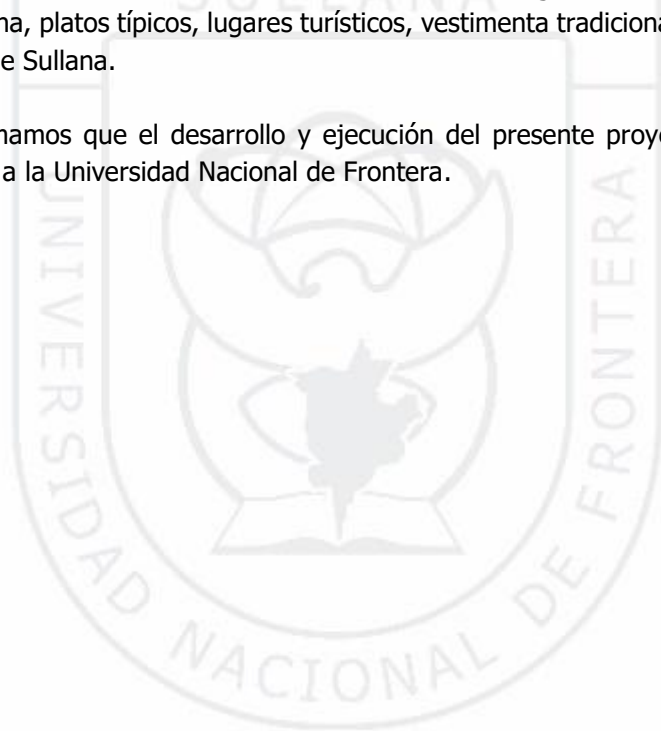 SULLANA
na, platos típicos, lugares turísticos, vestimenta tradiciona
e Sullana.
namos que el desarrollo y ejecución del presente proye
a la Universidad Nacional de Frontera.
UNIVERSIDAD NACIONAL DE FRONTERA